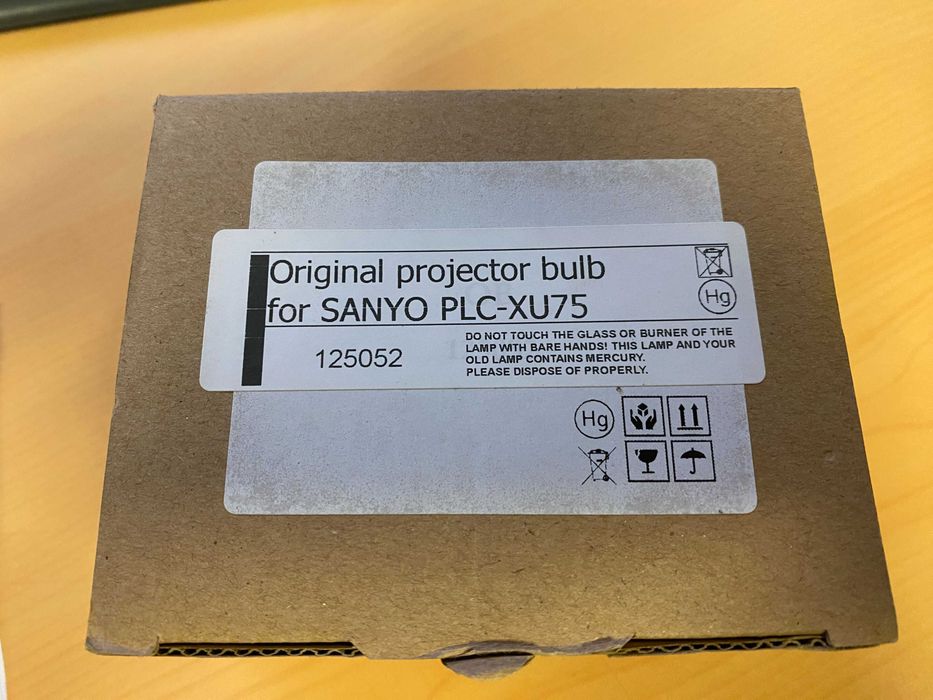 Original projector bulb
for SANYO PLC-XU75
Hg
125052
DO NOT TOUCH THE GLASS OR BURNER OF THE
LAMP WITH BARE HANDS! THIS LAMP AND YOUR
OLD LAMP CONTAINS MERCURY.
PLEASE DISPOSE OF PROPERLY.
Hg